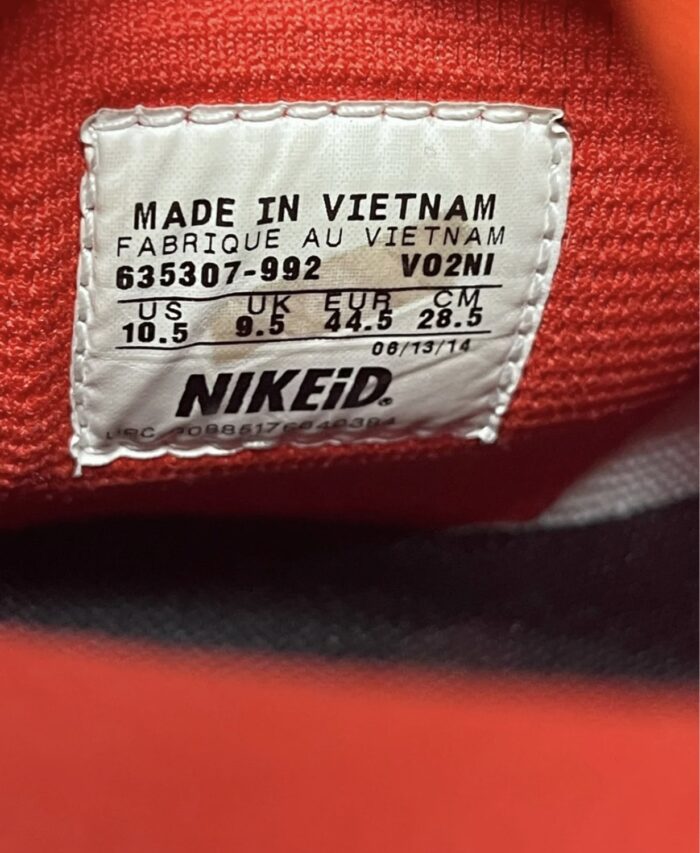 MADE IN VIETNAM
FABRIQUE AU VIETNAM
635307-992 VO2NI
US UK EUR CM
10.5 9.5 44.5 28.5
06/13/14
NIKEiD.